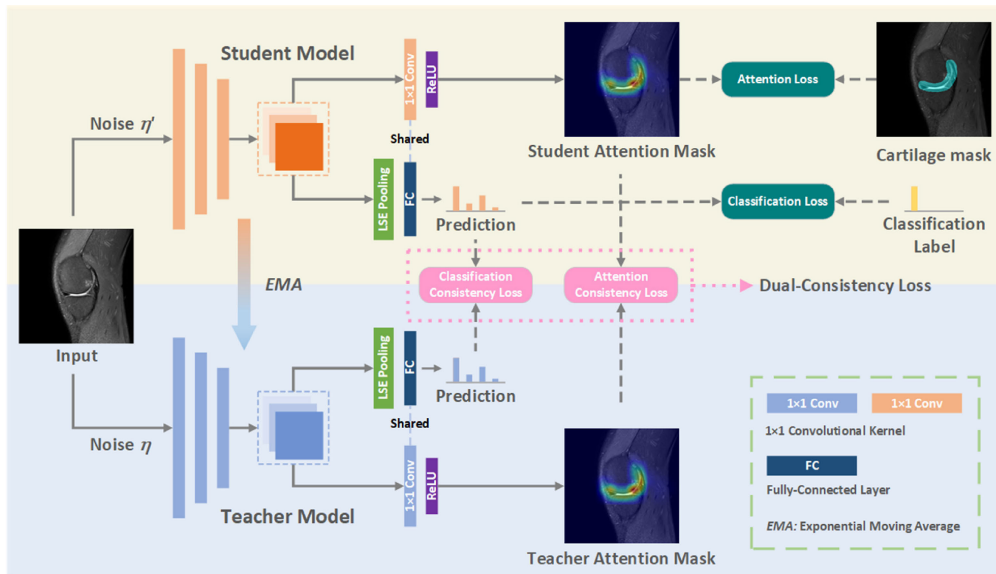 Student Model
Noise η′
1×1 Conv
ReLU
Shared
LSE Pooling
FC
Prediction
Student Attention Mask
Attention Loss
Cartilage mask
Classification Loss
Classification
Label
EMA
Classification
Consistency Loss
Attention
Consistency Loss
Dual-Consistency Loss
Input
Noise η
Teacher Model
LSE Pooling
FC
Prediction
Shared
1×1 Conv
ReLU
Teacher Attention Mask
1×1 Conv
1×1 Conv
1×1 Convolutional Kernel
FC
Fully-Connected Layer
EMA: Exponential Moving Average